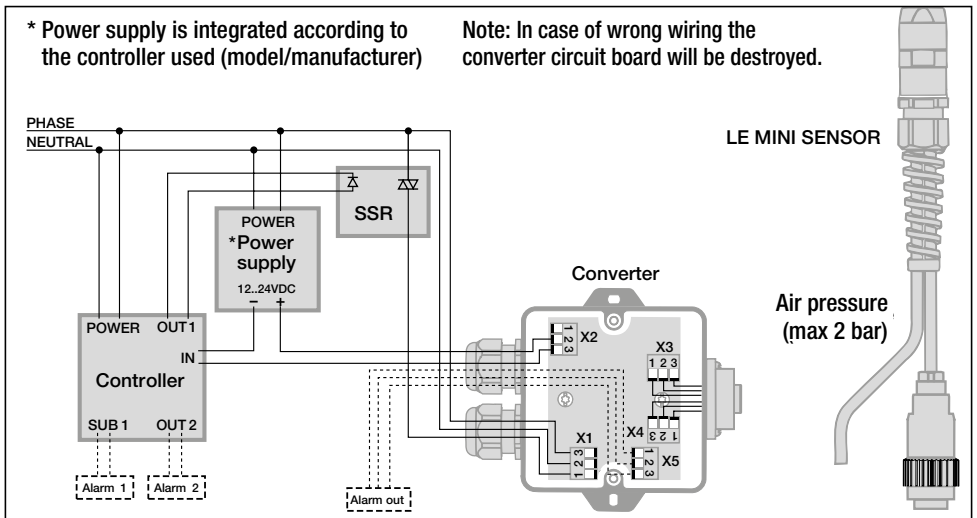 * Power supply is integrated according to
the controller used (model/manufacturer)
Note: In case of wrong wiring the
converter circuit board will be destroyed.
PHASE
NEUTRAL
LE MINI SENSOR
SSR
POWER
*Power
supply
12..24VDC
− +
Converter
Air pressure
(max 2 bar)
POWER OUT1
IN
Controller
SUB 1 OUT 2
Alarm 1
Alarm 2
Alarm out
1
2
3
X2
X3
1 2 3
X4
3 2 1
X1
3
2
1
1
2
3
X5